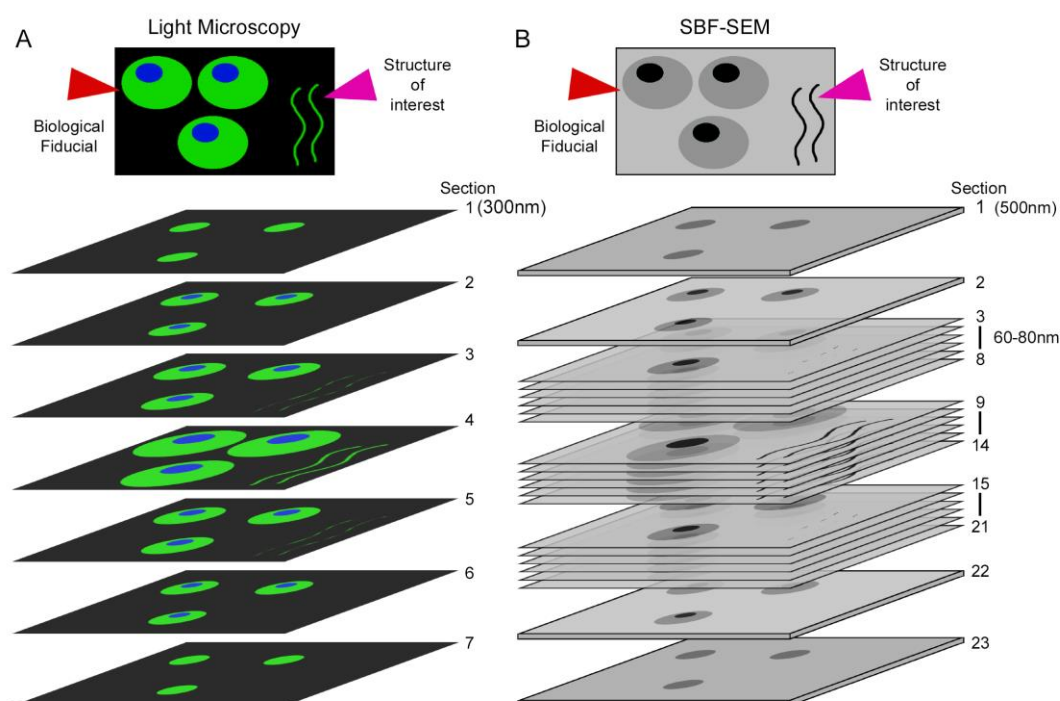 A
Light Microscopy
Biological
Fiducial
Structure
of
interest
Section
1 (300nm)
2
3
4
5
6
7
B
SBF-SEM
Biological
Fiducial
Structure
of
interest
Section
1 (500nm)
2
3
60-80nm
8
9
14
15
21
22
23